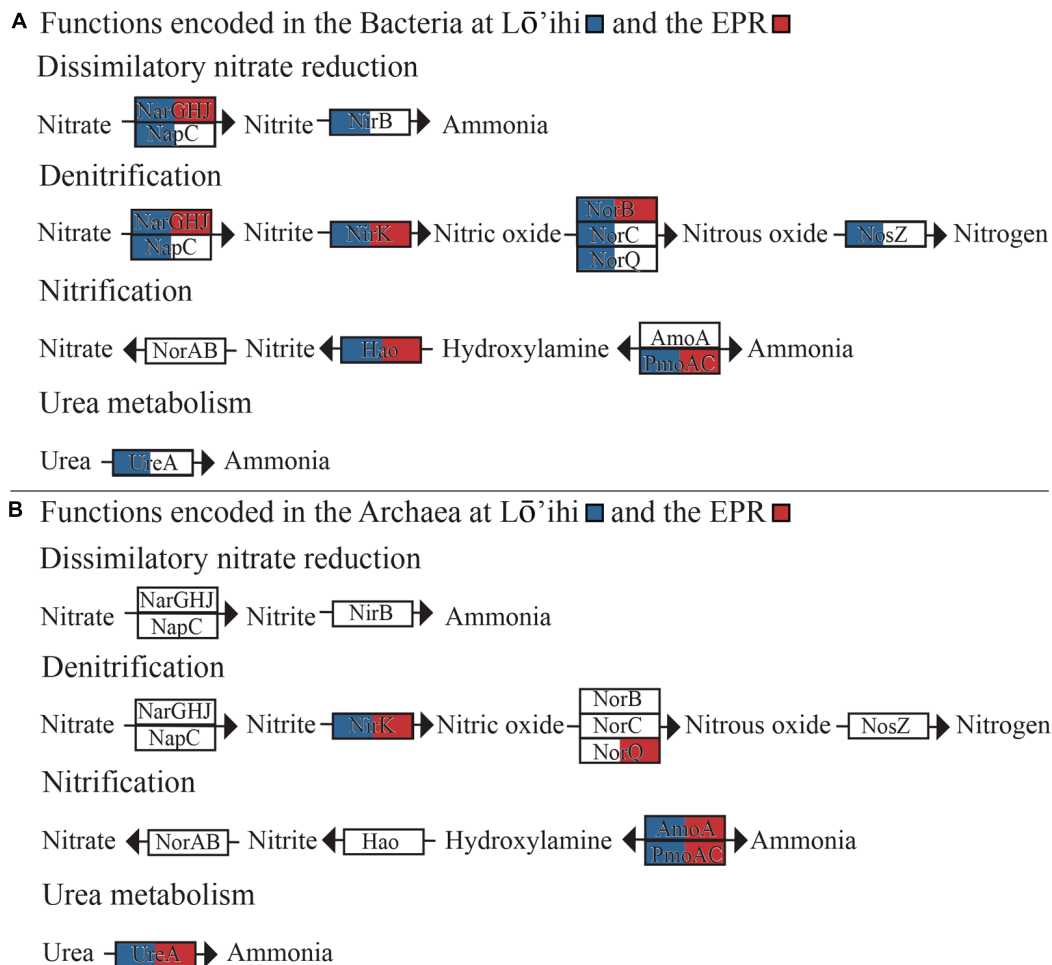 A Functions encoded in the Bacteria at Lō'ihi and the EPR
Dissimilatory nitrate reduction
NarGHJ
Nitrate NapC Nitrite NirB Ammonia
Denitrification
NarGHJ NorB
Nitrate NapC Nitrite NirK Nitric oxide NorC Nitrous oxide NosZ Nitrogen
NorQ
Nitrification
AmoA
Nitrate NorAB Nitrite Hao Hydroxylamine PmoAC Ammonia
Urea metabolism
Urea UreA Ammonia
B Functions encoded in the Archaea at Lō'ihi and the EPR
Dissimilatory nitrate reduction
NarGHJ
Nitrate NapC Nitrite NirB Ammonia
Denitrification
NarGHJ NorB
Nitrate NapC Nitrite NirK Nitric oxide NorC Nitrous oxide NosZ Nitrogen
NorQ
Nitrification
AmoA
Nitrate NorAB Nitrite Hao Hydroxylamine PmoAC Ammonia
Urea metabolism
Urea UreA Ammonia